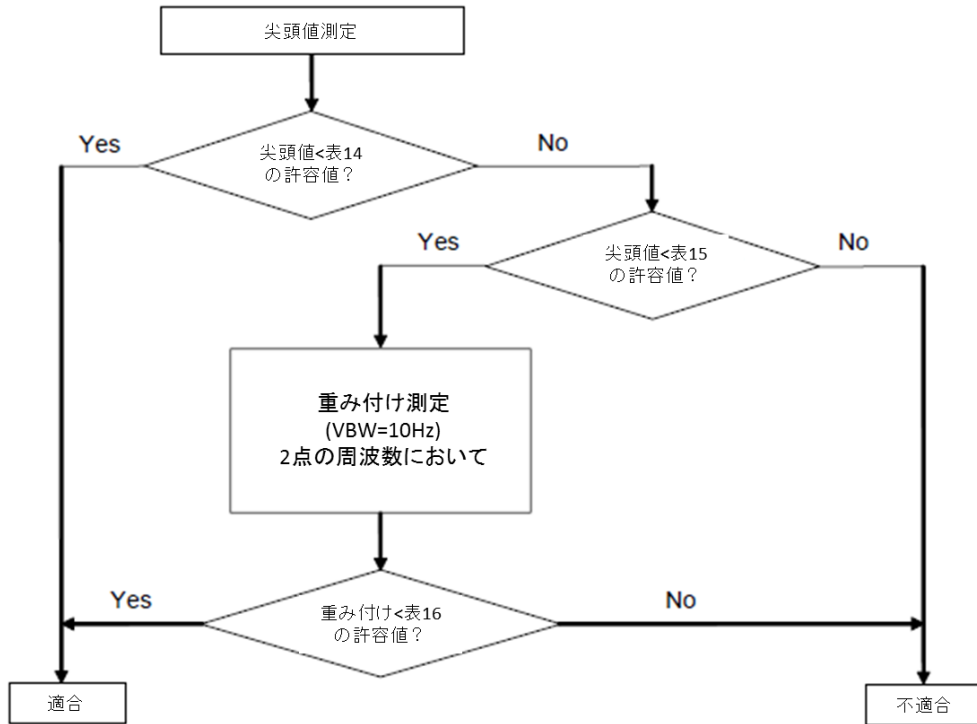 尖頭値測定
Yes
尖頭値<表14
の許容値？
No
Yes
尖頭値<表15
の許容値？
No
重み付け測定
(VBW=10Hz)
2点の周波数において
Yes
重み付け<表16
の許容値？
No
適合
不適合